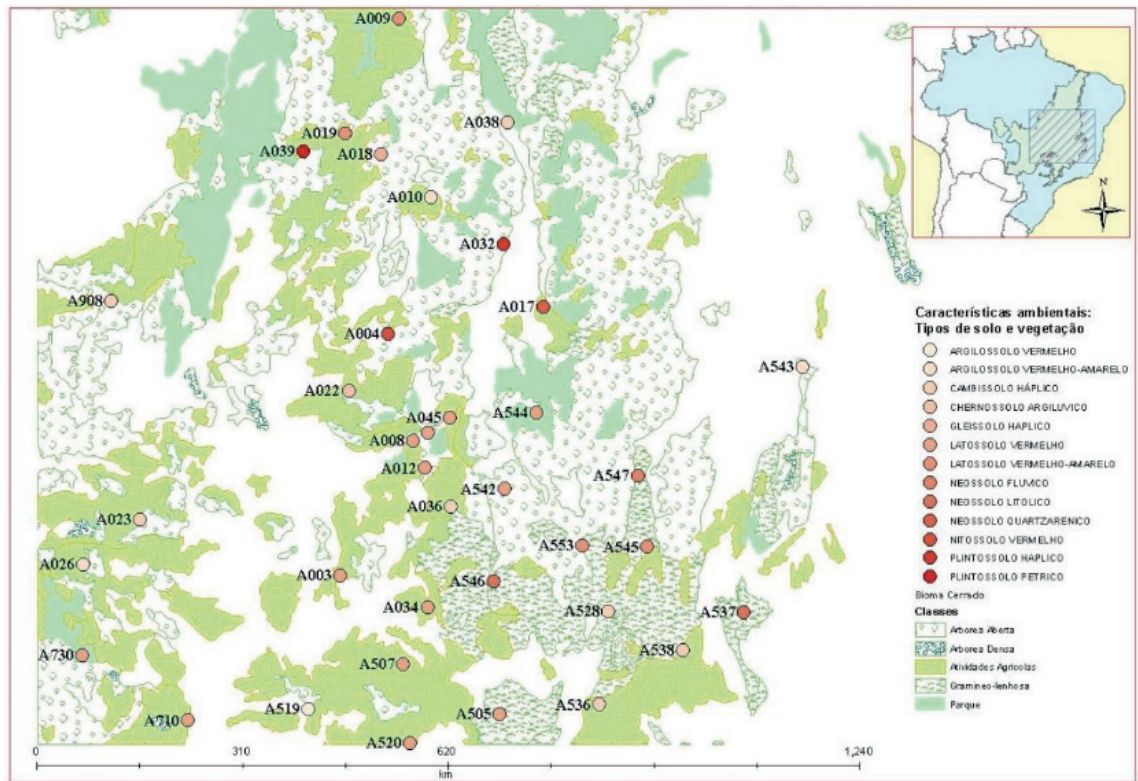 A009
A038
A019
A039
A018
A010
A032
A908
A017
A004
A543
A022
A544
A045
A008
A012
A547
A542
A036
A023
A553
A545
A026
A003
A546
A034
A528
A537
A538
A730
A507
A519
A536
A505
A710
A520
N
Características ambientais:
Tipos de solo e vegetação
ARGILOSSOLO VERMELHO
ARGILOSSOLO VERMELHO-AMARELO
CAMBISSOLO HÁPLICO
CHERNOSSOLO ARGILUVICO
GLEISSOLO HAPLICO
LATOSSOLO VERMELHO
LATOSSOLO VERMELHO-AMARELO
NEOSSOLO FLUVICO
NEOSSOLO LITOLICO
NEOSSOLO QUARTZARENICO
NITOSSOLO VERMELHO
PLINTOSSOLO HAPLICO
PLINTOSSOLO PETRICO
Bioma Cerrado
Classes
Arborea Aberta
Arborea Densa
Atividades Agricolas
Gramineo-lenhosa
Parque
0 310 620 1,240
km